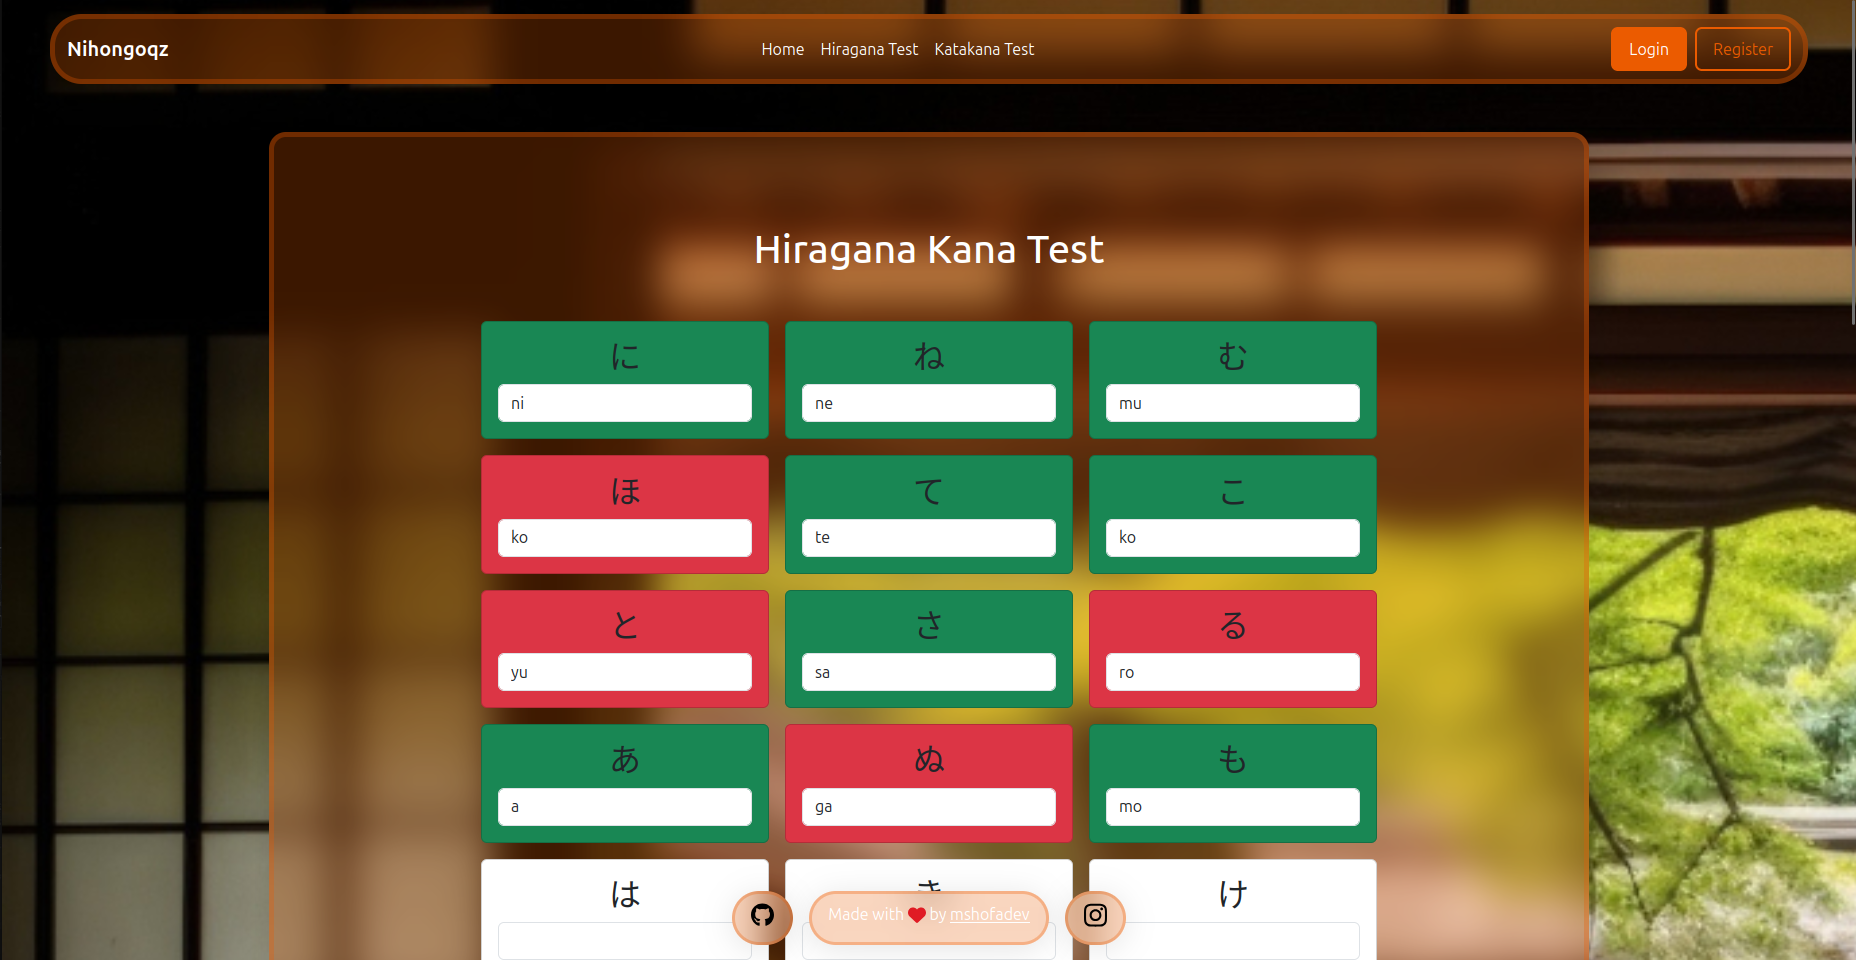 Nihongoqz
Home Hiragana Test Katakana Test
Login Register
Hiragana Kana Test
に ね む
ni ne mu
ほ て こ
ko te ko
と さ る
yu sa ro
あ ぬ も
a ga mo
は け
Made with by mshofadev